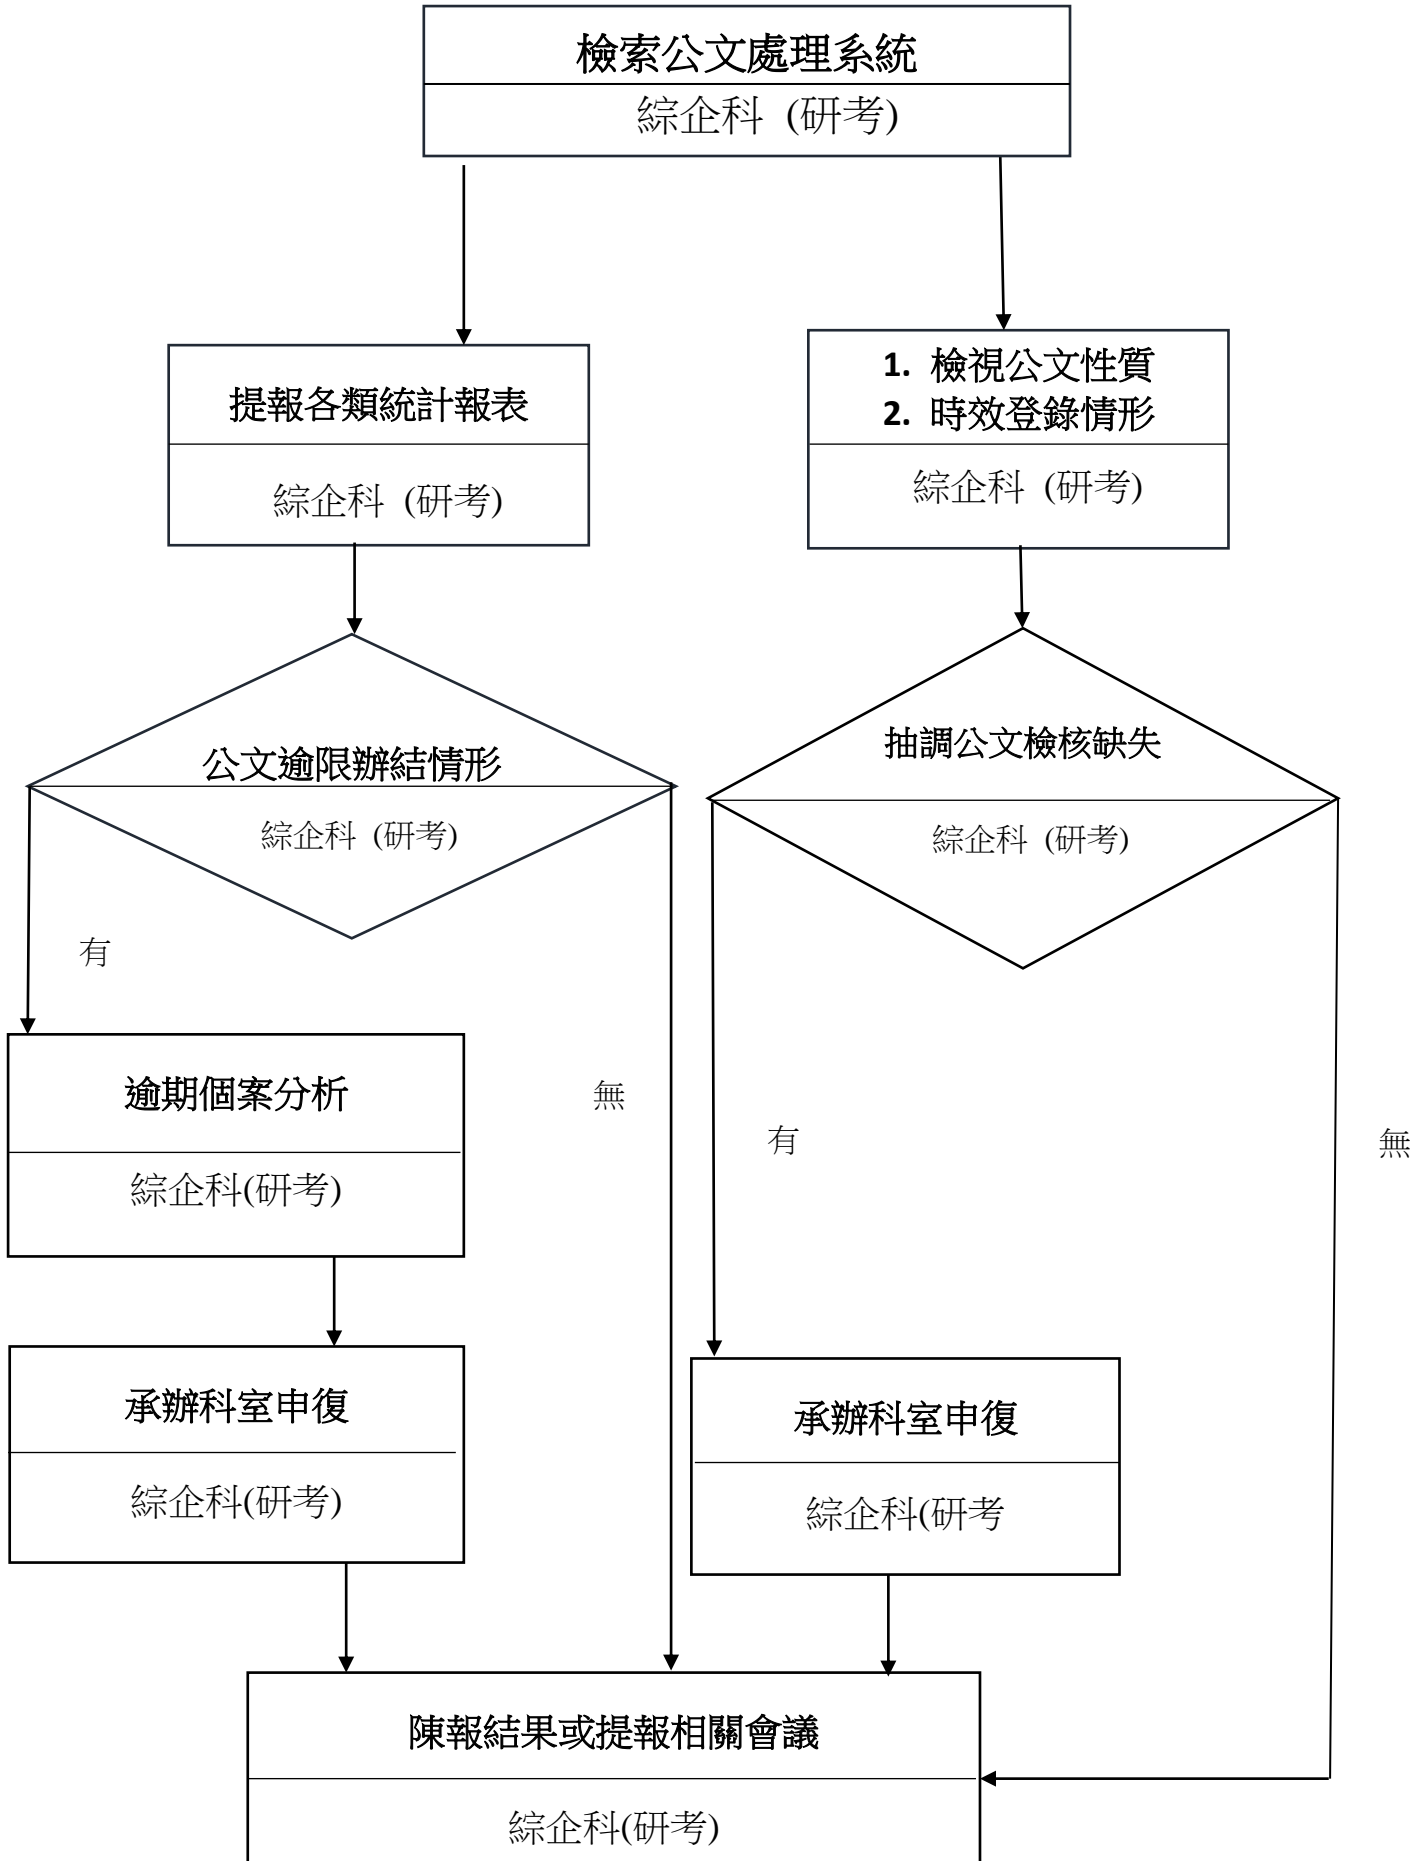 檢索公文處理系統
綜企科 (研考)
提報各類統計報表
綜企科 (研考)
1. 檢視公文性質
2. 時效登錄情形
綜企科 (研考)
公文逾限辦結情形
綜企科 (研考)
抽調公文檢核缺失
綜企科 (研考)
有
逾期個案分析
綜企科(研考)
無
有
無
承辦科室申復
綜企科(研考)
承辦科室申復
綜企科(研考
陳報結果或提報相關會議
綜企科(研考)